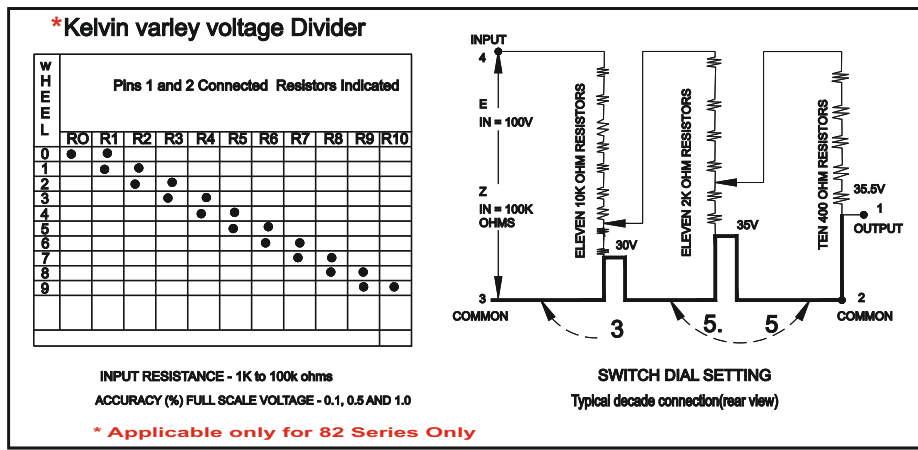 *Kelvin varley voltage Divider
W
H
E
E
L
Pins 1 and 2 Connected Resistors Indicated
RO R1 R2 R3 R4 R5 R6 R7 R8 R9 R10
0
1
2
3
4
5
6
7
8
9
INPUT RESISTANCE - 1K to 100k ohms
ACCURACY (%) FULL SCALE VOLTAGE - 0.1, 0.5 AND 1.0
* Applicable only for 82 Series Only
INPUT
4
E
IN = 100V
Z
IN = 100K
OHMS
3
COMMON
ELEVEN 10K OHM RESISTORS
30V
ELEVEN 2K OHM RESISTORS
35V
TEN 400 OHM RESISTORS
35.5V
1
OUTPUT
2
COMMON
3 5. 5
SWITCH DIAL SETTING
Typical decade connection(rear view)